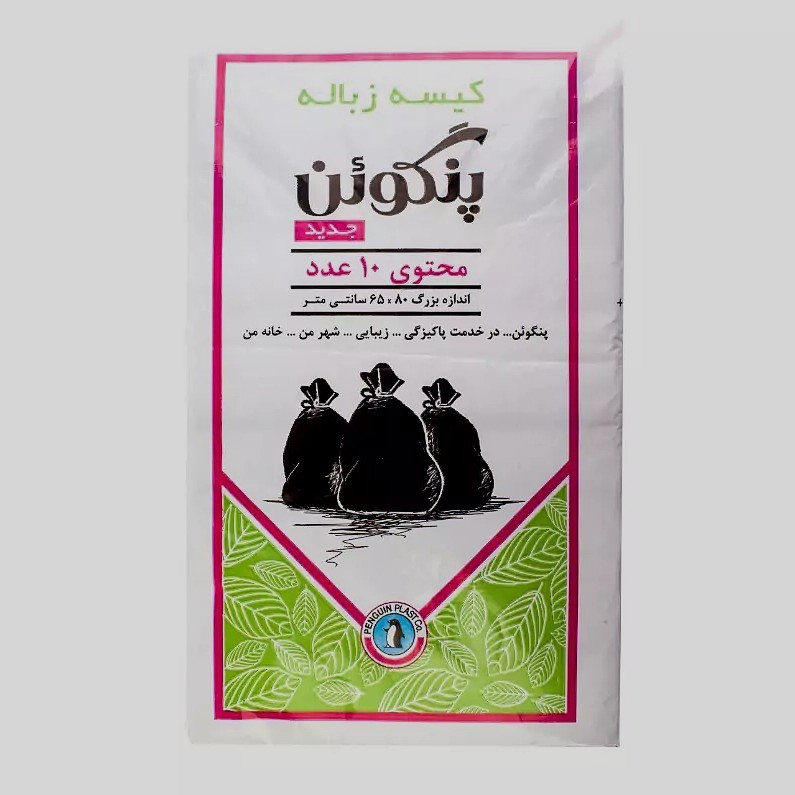 کیسه زباله
پنگوئن
جدید
محتوی ۱۰ عدد
اندازه بزرگ ۸۰ × ۶۵ سانتی متر
پنگوئن... در خدمت پاکیزگی ... زیبایی ... شهر من ... خانه من
PENGUIN PLAST Co.